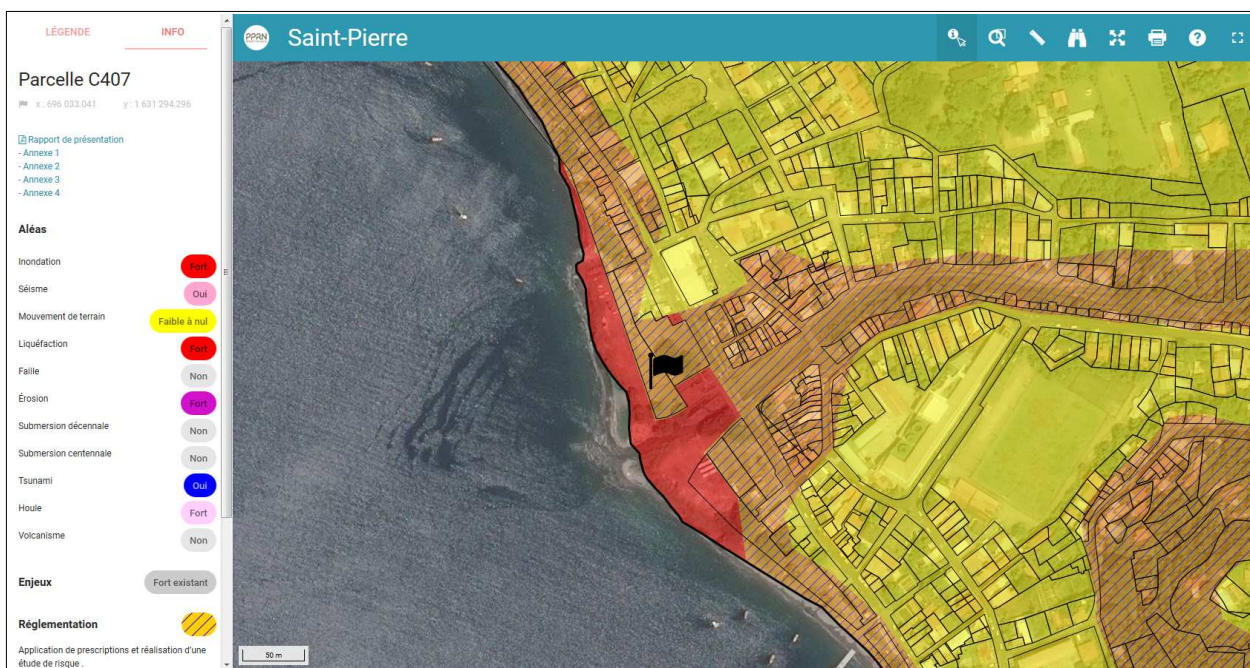 LÉGENDE
INFO
PPRN
Saint-Pierre
Parcelle C407
x : 696 033.041 y : 1 631 294.296
Rapport de présentation
- Annexe 1
- Annexe 2
- Annexe 3
- Annexe 4
Aléas
Inondation Fort
Séisme Oui
Mouvement de terrain Faible à nul
Liquéfaction Fort
Faille Non
Érosion Fort
Submersion décennale Non
Submersion centennale Non
Tsunami Oui
Houle Fort
Volcanisme Non
Enjeux Fort existant
Réglementation
Application de prescriptions et réalisation d'une
étude de risque .
50 m